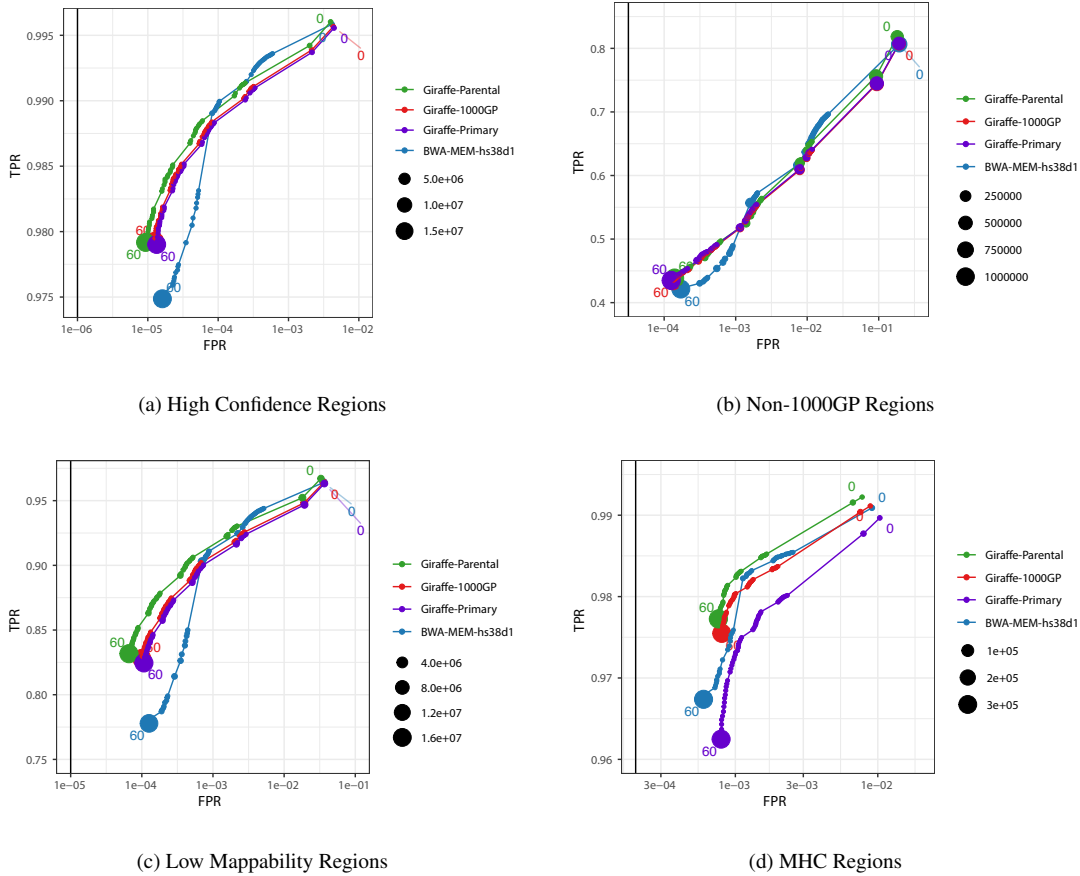 0.995
0.990
0.985
0.980
0.975
TPR
1e−06
1e−05
1e−04
1e−03
1e−02
FPR
0
0
0
0
60
60
60
60
Giraffe-Parental
Giraffe-1000GP
Giraffe-Primary
BWA-MEM-hs38d1
5.0e+06
1.0e+07
1.5e+07
(a) High Confidence Regions
0.8
0.7
0.6
0.5
0.4
TPR
1e−04
1e−03
1e−02
1e−01
FPR
0
0
0
0
60
60
60
60
Giraffe-Parental
Giraffe-1000GP
Giraffe-Primary
BWA-MEM-hs38d1
250000
500000
750000
1000000
(b) Non-1000GP Regions
0.95
0.90
0.85
0.80
0.75
TPR
1e−05
1e−04
1e−03
1e−02
1e−01
FPR
0
0
0
0
60
60
60
60
Giraffe-Parental
Giraffe-1000GP
Giraffe-Primary
BWA-MEM-hs38d1
4.0e+06
8.0e+06
1.2e+07
1.6e+07
(c) Low Mappability Regions
0.99
0.98
0.97
0.96
TPR
3e−04
1e−03
3e−03
1e−02
FPR
0
0
0
0
60
60
60
Giraffe-Parental
Giraffe-1000GP
Giraffe-Primary
BWA-MEM-hs38d1
1e+05
2e+05
3e+05
(d) MHC Regions